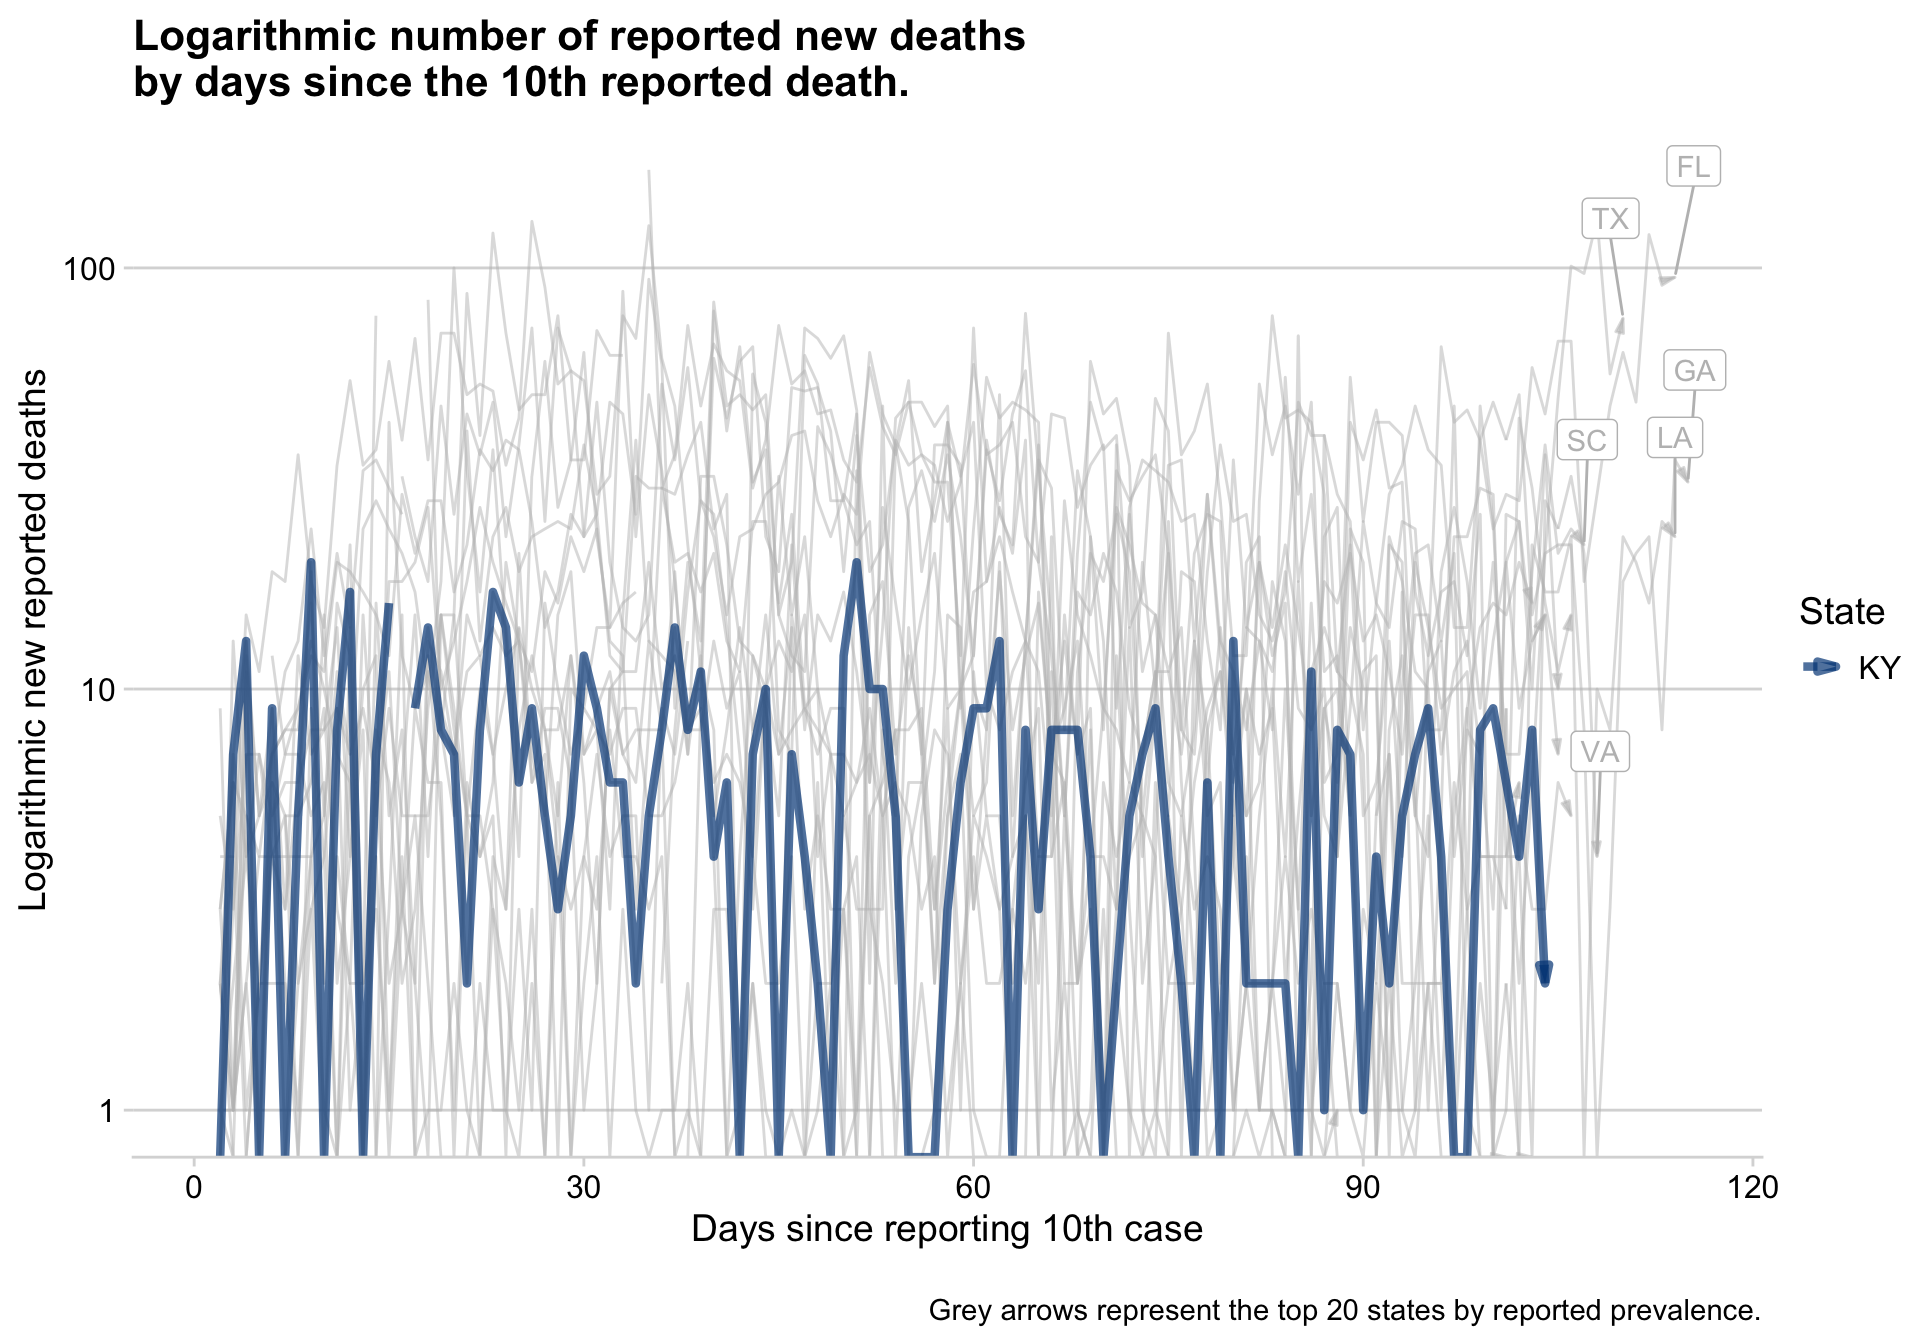 Logarithmic number of reported new deaths
by days since the 10th reported death.
Logarithmic new reported deaths
100
10
1
FL
TX
GA
SC
LA
VA
State
KY
0
30
60
90
120
Days since reporting 10th case
Grey arrows represent the top 20 states by reported prevalence.